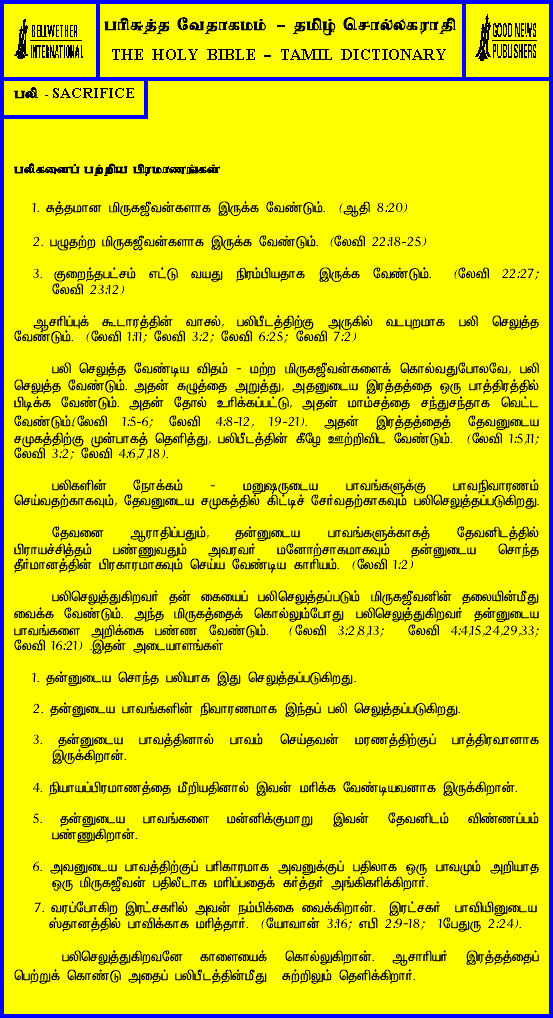 BELLWETHER
INTERNATIONAL
பரிசுத்த வேதாகமம் – தமிழ் சொல்லகராதி
THE HOLY BIBLE – TAMIL DICTIONARY
GOOD NEWS
PUBLISHERS
பலி - SACRIFICE
பலிகளைப் பற்றிய பிரமாணங்கள்
1. சுத்தமான மிருகஜீவன்களாக இருக்க வேண்டும். (ஆதி 8:20)
2. பழுதற்ற மிருகஜீவன்களாக இருக்க வேண்டும். (லேவி 22:18-25)
3. குறைந்தபட்சம் எட்டு வயது நிரம்பியதாக இருக்க வேண்டும். (லேவி 22:27;
லேவி 23:12)
ஆசரிப்புக் கூடாரத்தின் வாசல், பலிபீடத்திற்கு அருகில் வடபுறமாக பலி செலுத்த
வேண்டும். (லேவி 1:11; லேவி 3:2; லேவி 6:25; லேவி 7:2)
பலி செலுத்த வேண்டிய விதம் - மற்ற மிருகஜீவன்களைக் கொல்வதுபோலவே, பலி
செலுத்த வேண்டும். அதன் கழுத்தை அறுத்து, அதனுடைய இரத்தத்தை ஒரு பாத்திரத்தில்
பிடிக்க வேண்டும். அதன் தோல் உரிக்கப்பட்டு, அதன் மாம்சத்தை சந்துசந்தாக வெட்ட
வேண்டும்.(லேவி 1:5-6; லேவி 4:8-12, 19-21). அதன் இரத்தத்தைத் தேவனுடைய
சமுகத்திற்கு முன்பாகத் தெளித்து, பலிபீடத்தின் கீழே ஊற்றிவிட வேண்டும். (லேவி 1:5,11;
லேவி 3:2; லேவி 4:6,7,18).
பலிகளின் நோக்கம் - மனுஷருடைய பாவங்களுக்கு பாவநிவாரணம்
செய்வதற்காகவும், தேவனுடைய சமுகத்தில் கிட்டிச் சேர்வதற்காகவும் பலிசெலுத்தப்படுகிறது.
தேவனை ஆராதிப்பதும், தன்னுடைய பாவங்களுக்காகத் தேவனிடத்தில்
பிராயச்சித்தம் பண்ணுவதும் அவரவர் மனோற்சாகமாகவும் தன்னுடைய சொந்த
தீர்மானத்தின் பிரகாரமாகவும் செய்ய வேண்டிய காரியம். (லேவி 1:2)
பலிசெலுத்துகிறவர் தன் கையைப் பலிசெலுத்தப்படும் மிருகஜீவனின் தலையின்மீது
வைக்க வேண்டும். அந்த மிருகத்தைக் கொல்லும்போது பலிசெலுத்துகிறவர் தன்னுடைய
பாவங்களை அறிக்கை பண்ண வேண்டும். (லேவி 3:2,8,13; லேவி 4:4,15,24,29,33;
லேவி 16:21) .இதன் அடையாளங்கள்
1. தன்னுடைய சொந்த பலியாக இது செலுத்தப்படுகிறது.
2. தன்னுடைய பாவங்களின் நிவாரணமாக இந்தப் பலி செலுத்தப்படுகிறது.
3. தன்னுடைய பாவத்தினால் பாவம் செய்தவன் மரணத்திற்குப் பாத்திரவானாக
இருக்கிறான்.
4. நியாயப்பிரமாணத்தை மீறியதினால் இவன் மரிக்க வேண்டியவனாக இருக்கிறான்.
5. தன்னுடைய பாவங்களை மன்னிக்குமாறு இவன் தேவனிடம் விண்ணப்பம்
பண்ணுகிறான்.
6. அவனுடைய பாவத்திற்குப் பரிகாரமாக அவனுக்குப் பதிலாக ஒரு பாவமும் அறியாத
ஒரு மிருகஜீவன் பதிலீடாக மரிப்பதைக் கர்த்தர் அங்கிகரிக்கிறார்.
7. வரப்போகிற இரட்சகரில் அவன் நம்பிக்கை வைக்கிறான். இரட்சகர் பாவியினுடைய
ஸ்தானத்தில் பாவிக்காக மரித்தார். (யோவான் 3:16; எபி 2:9-18; 1பேதுரு 2:24).
பலிசெலுத்துகிறவனே காளையைக் கொல்லுகிறான். ஆசாரியர் இரத்தத்தைப்
பெற்றுக் கொண்டு அதைப் பலிபீடத்தின்மீது சுற்றிலும் தெளிக்கிறார்.